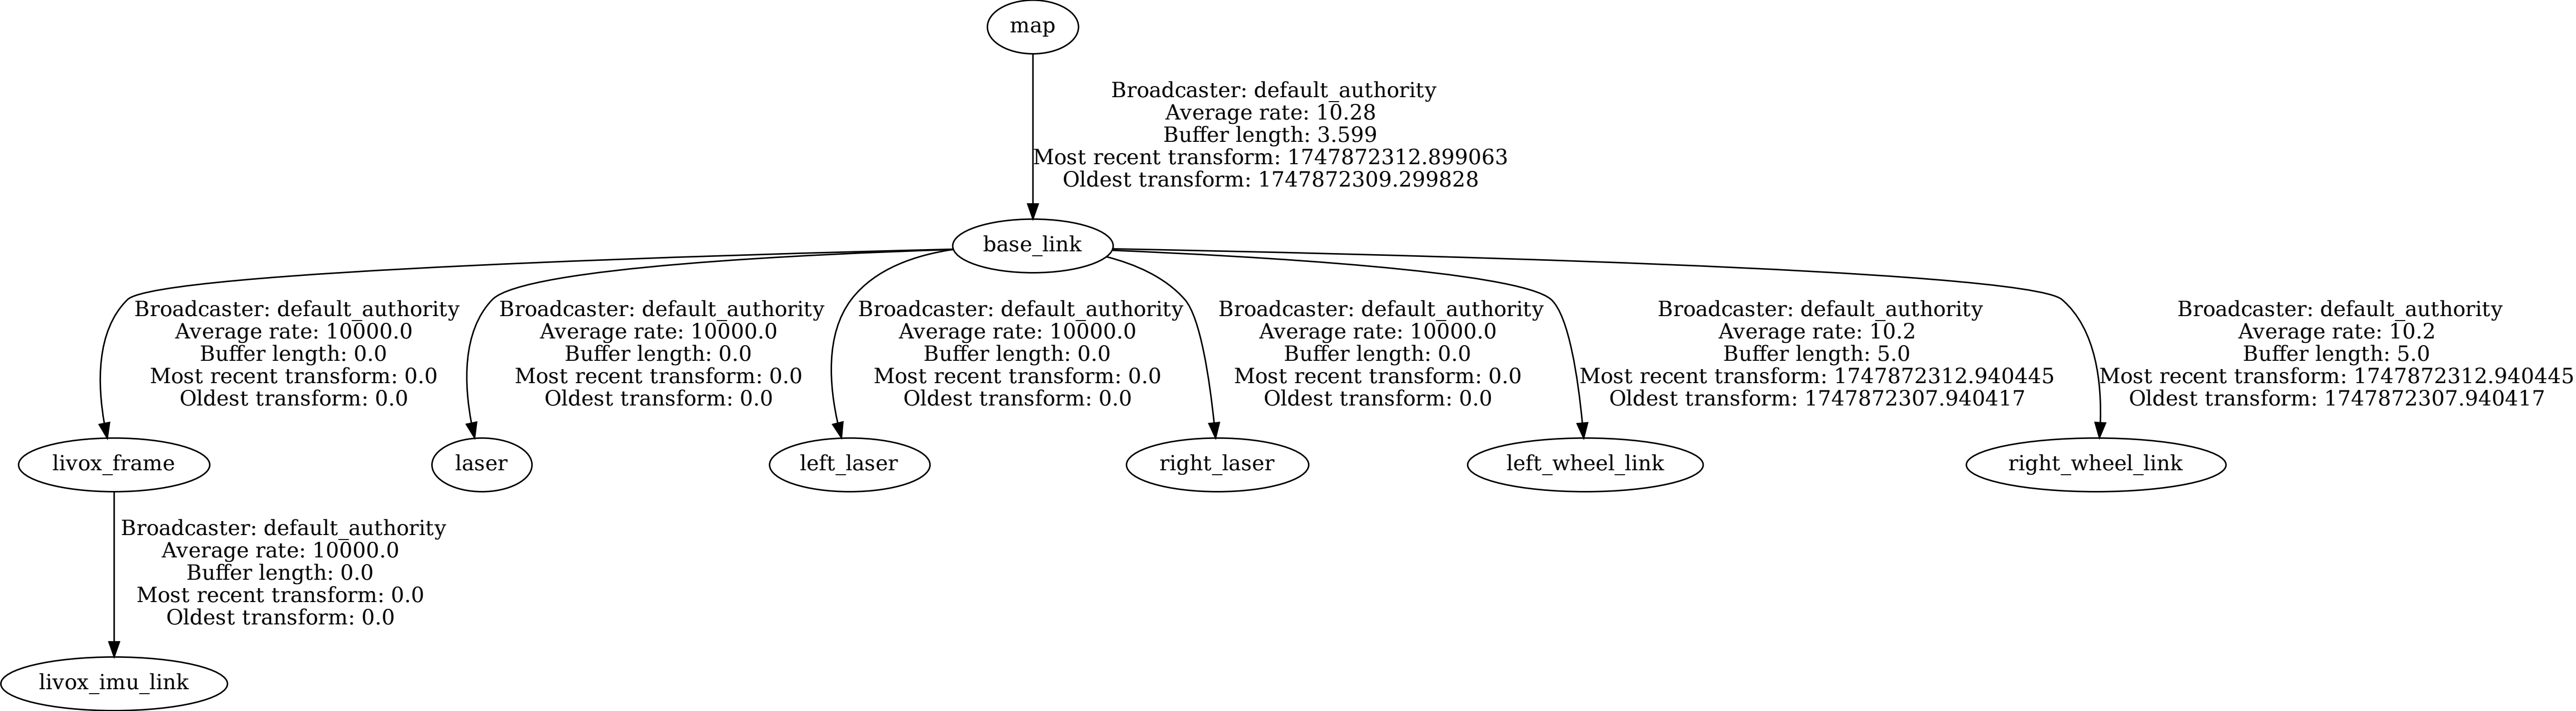 map
Broadcaster: default_authority
Average rate: 10.28
Buffer length: 3.599
Most recent transform: 1747872312.899063
Oldest transform: 1747872309.299828
base_link
Broadcaster: default_authority
Average rate: 10000.0
Buffer length: 0.0
Most recent transform: 0.0
Oldest transform: 0.0
Broadcaster: default_authority
Average rate: 10000.0
Buffer length: 0.0
Most recent transform: 0.0
Oldest transform: 0.0
Broadcaster: default_authority
Average rate: 10000.0
Buffer length: 0.0
Most recent transform: 0.0
Oldest transform: 0.0
Broadcaster: default_authority
Average rate: 10000.0
Buffer length: 0.0
Most recent transform: 0.0
Oldest transform: 0.0
Broadcaster: default_authority
Average rate: 10.2
Buffer length: 5.0
Most recent transform: 1747872312.940445
Oldest transform: 1747872307.940417
Broadcaster: default_authority
Average rate: 10.2
Buffer length: 5.0
Most recent transform: 1747872312.940445
Oldest transform: 1747872307.940417
livox_frame
laser
left_laser
right_laser
left_wheel_link
right_wheel_link
Broadcaster: default_authority
Average rate: 10000.0
Buffer length: 0.0
Most recent transform: 0.0
Oldest transform: 0.0
livox_imu_link